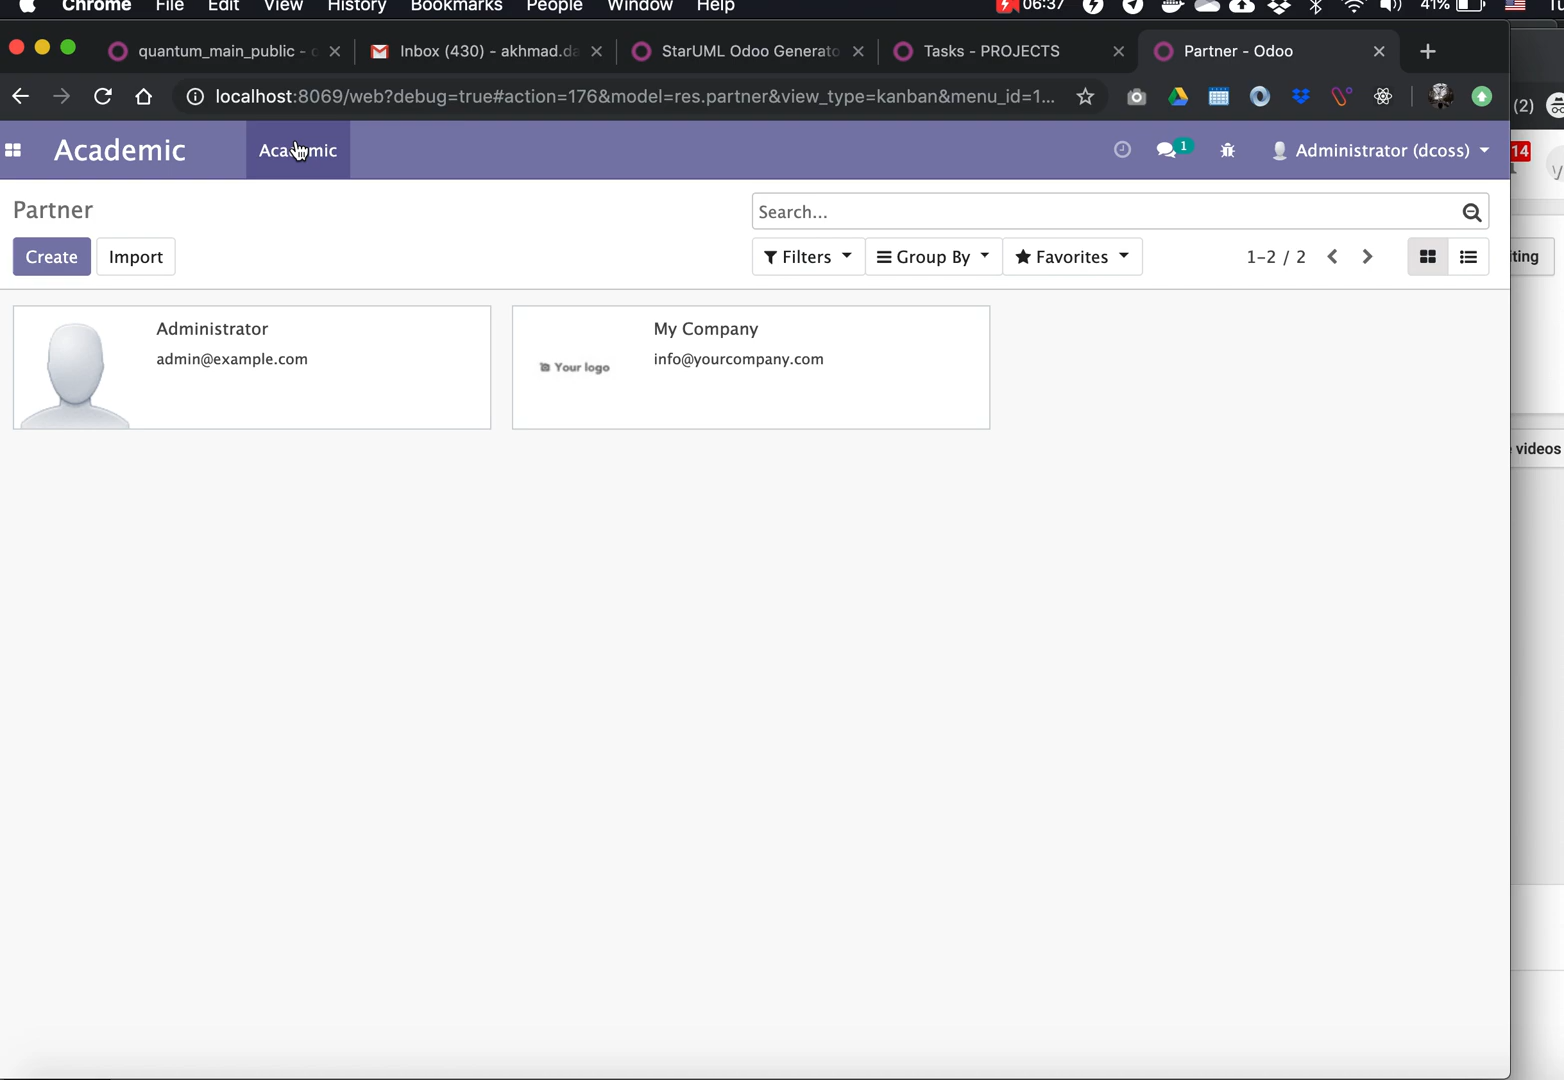 Chrome File Edit View History Bookmarks People Window Help 06:37 41%
quantum_main_public - Inbox (430) - akhmad.da StarUML Odoo Generato Tasks - PROJECTS Partner - Odoo
localhost:8069/web?debug=true#action=176&model=res.partner&view_type=kanban&menu_id=1... (2)
Academic Academic 1 Administrator (dcoss) 14
Partner Search...
Create Import Filters Group By Favorites 1-2 / 2 iting
Administrator My Company
admin@example.com info@yourcompany.com
Your logo
videos